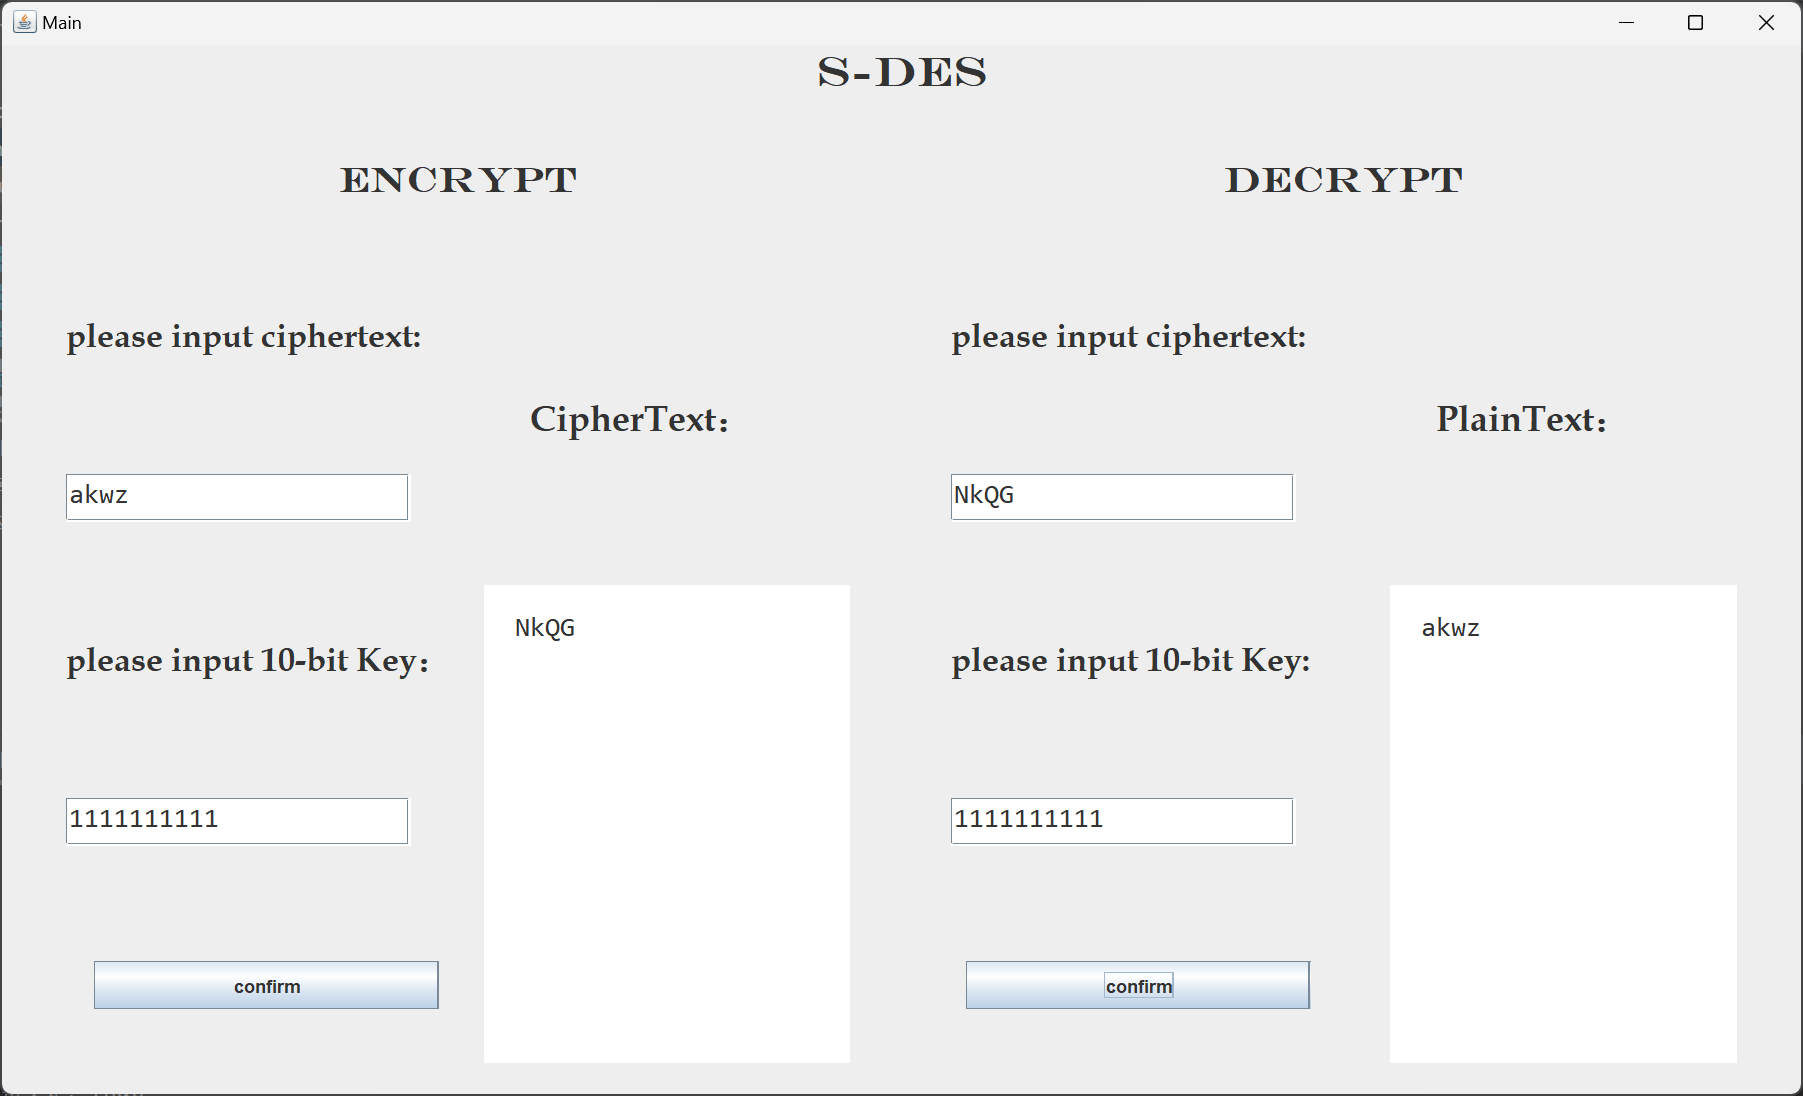 Main
S-DES
ENCRYPT
please input ciphertext:
CipherText：
akwz
NkQG
please input 10-bit Key：
1111111111
confirm
DECRYPT
please input ciphertext:
PlainText：
NkQG
akwz
please input 10-bit Key:
1111111111
confirm